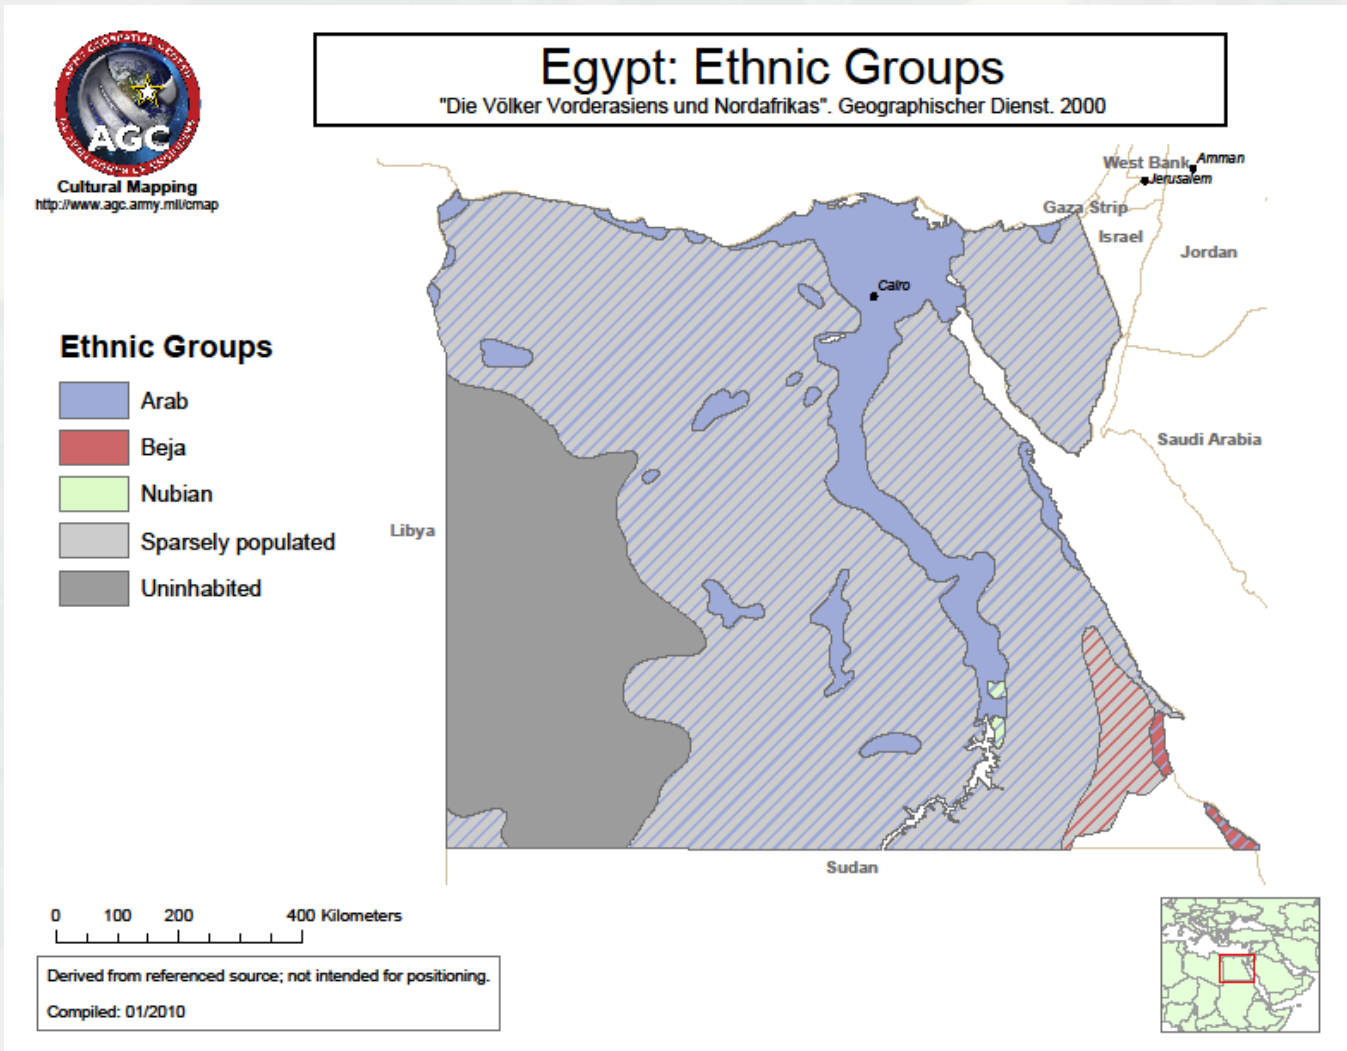 AGC
Cultural Mapping
http://www.agc.army.mil/cmap
Egypt: Ethnic Groups
"Die Völker Vorderasiens und Nordafrikas". Geographischer Dienst. 2000
West Bank
Amman
Jerusalem
Gaza Strip
Israel
Jordan
Cairo
Saudi Arabia
Libya
Sudan
Ethnic Groups
Arab
Beja
Nubian
Sparsely populated
Uninhabited
0 100 200 400 Kilometers
Derived from referenced source; not intended for positioning.
Compiled: 01/2010